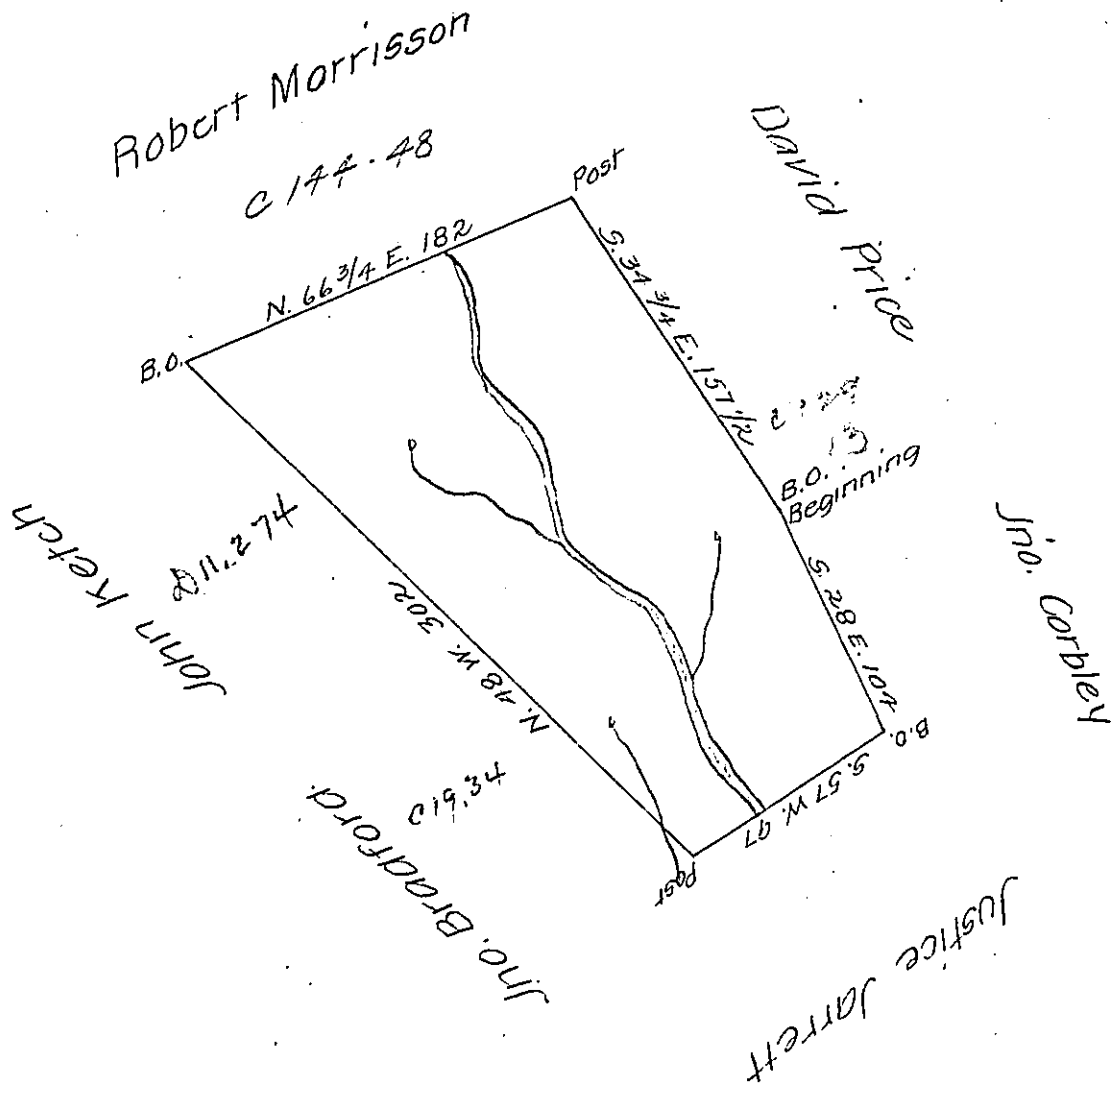 Robert Morrisson
C 144.48
Post
David Price
N. 66 3/4 E. 182
S. 34 3/4 E. 157 1/2
B.O.
B.O.
Beginning
Jno. Corbley
S. 28 E. 104
B.O.
S. 57 W. 97
Post
N. 48 W. 302
John Ketch
D11.274
Jno. Bradford.
C19.34
Justice Jarrett